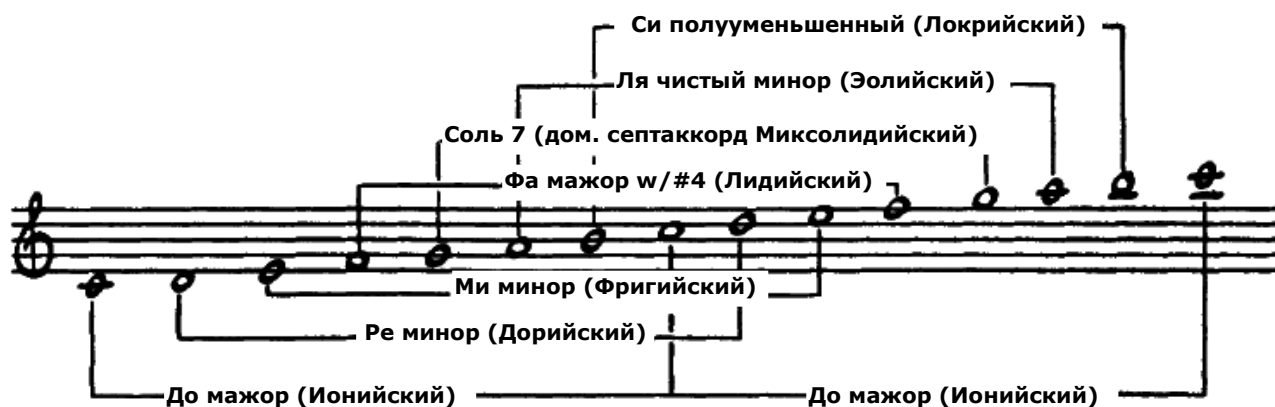 Си полууменьшенный (Локрийский)
Ля чистый минор (Эолийский)
Соль 7 (дом. септаккорд Миксолидийский)
Фа мажор w/#4 (Лидийский)
Ми минор (Фригийский)
Ре минор (Дорийский)
До мажор (Ионийский)
До мажор (Ионийский)